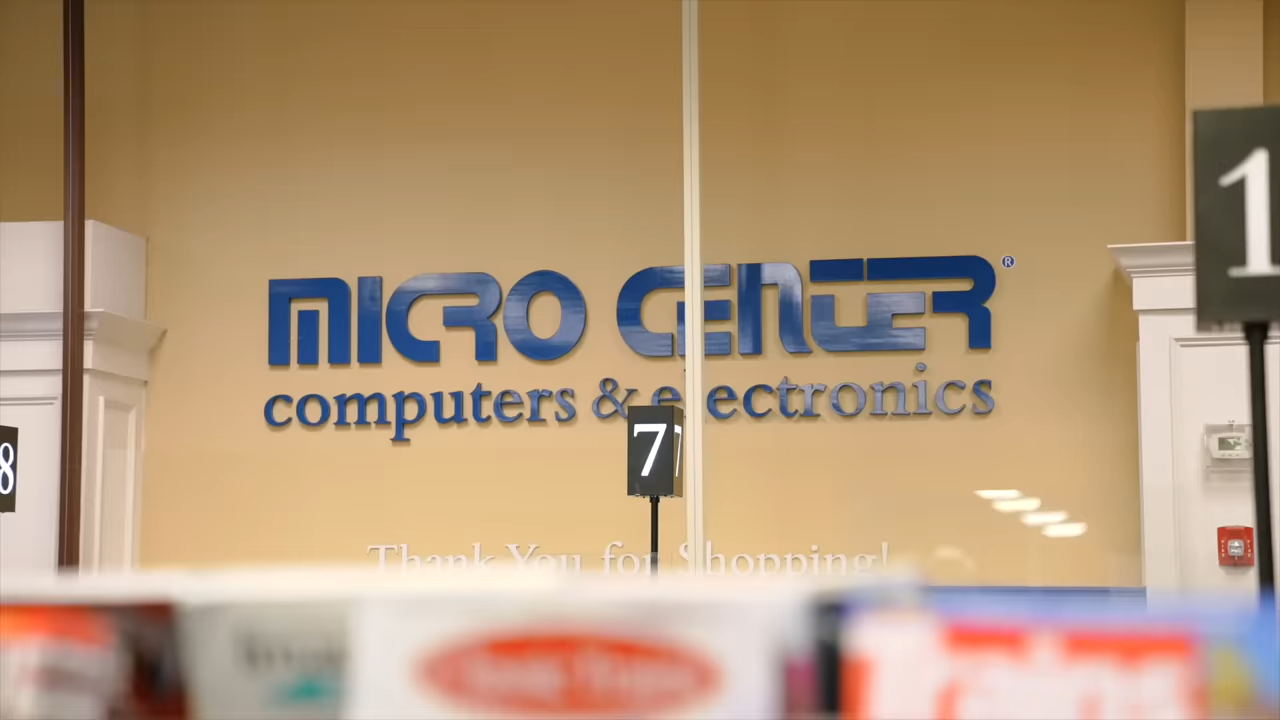 MICRO CENTER®
computers & electronics
7
8
1
Thank You for Shopping!